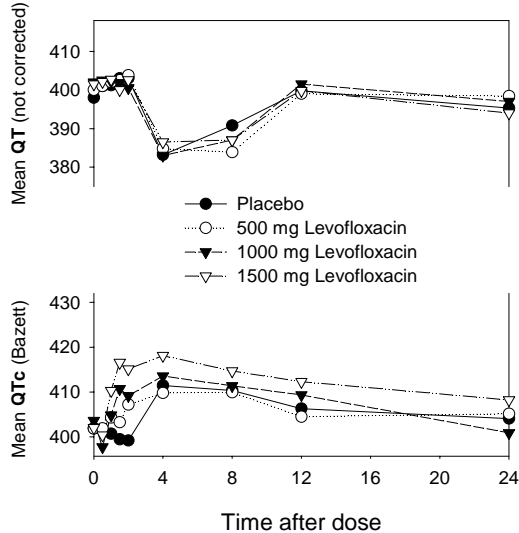 Mean QT (not corrected)
410
400
390
380
Placebo
500 mg Levofloxacin
1000 mg Levofloxacin
1500 mg Levofloxacin
Mean QTc (Bazett)
430
420
410
400
0 4 8 12 16 20 24
Time after dose